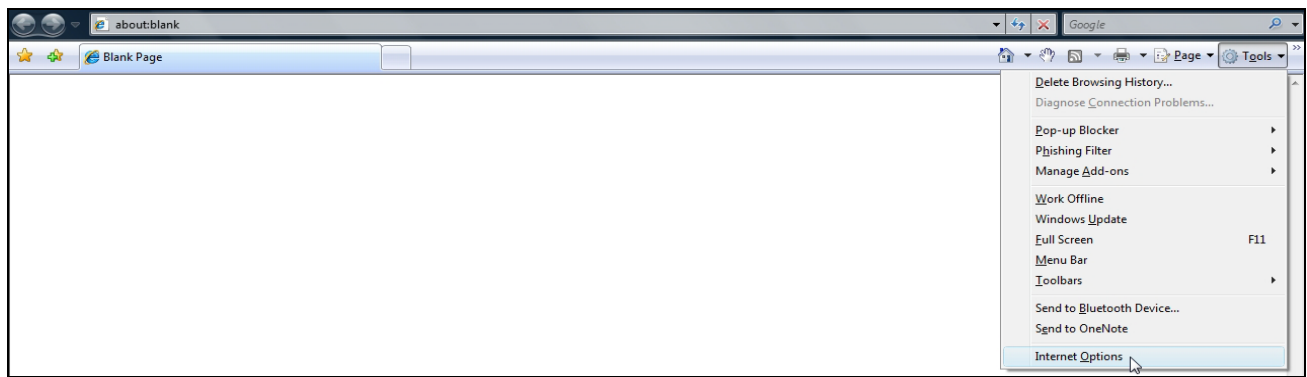 about:blank
Google
Blank Page
Page
Tools
Delete Browsing History...
Diagnose Connection Problems...
Pop-up Blocker
Phishing Filter
Manage Add-ons
Work Offline
Windows Update
Full Screen F11
Menu Bar
Toolbars
Send to Bluetooth Device...
Send to OneNote
Internet Options